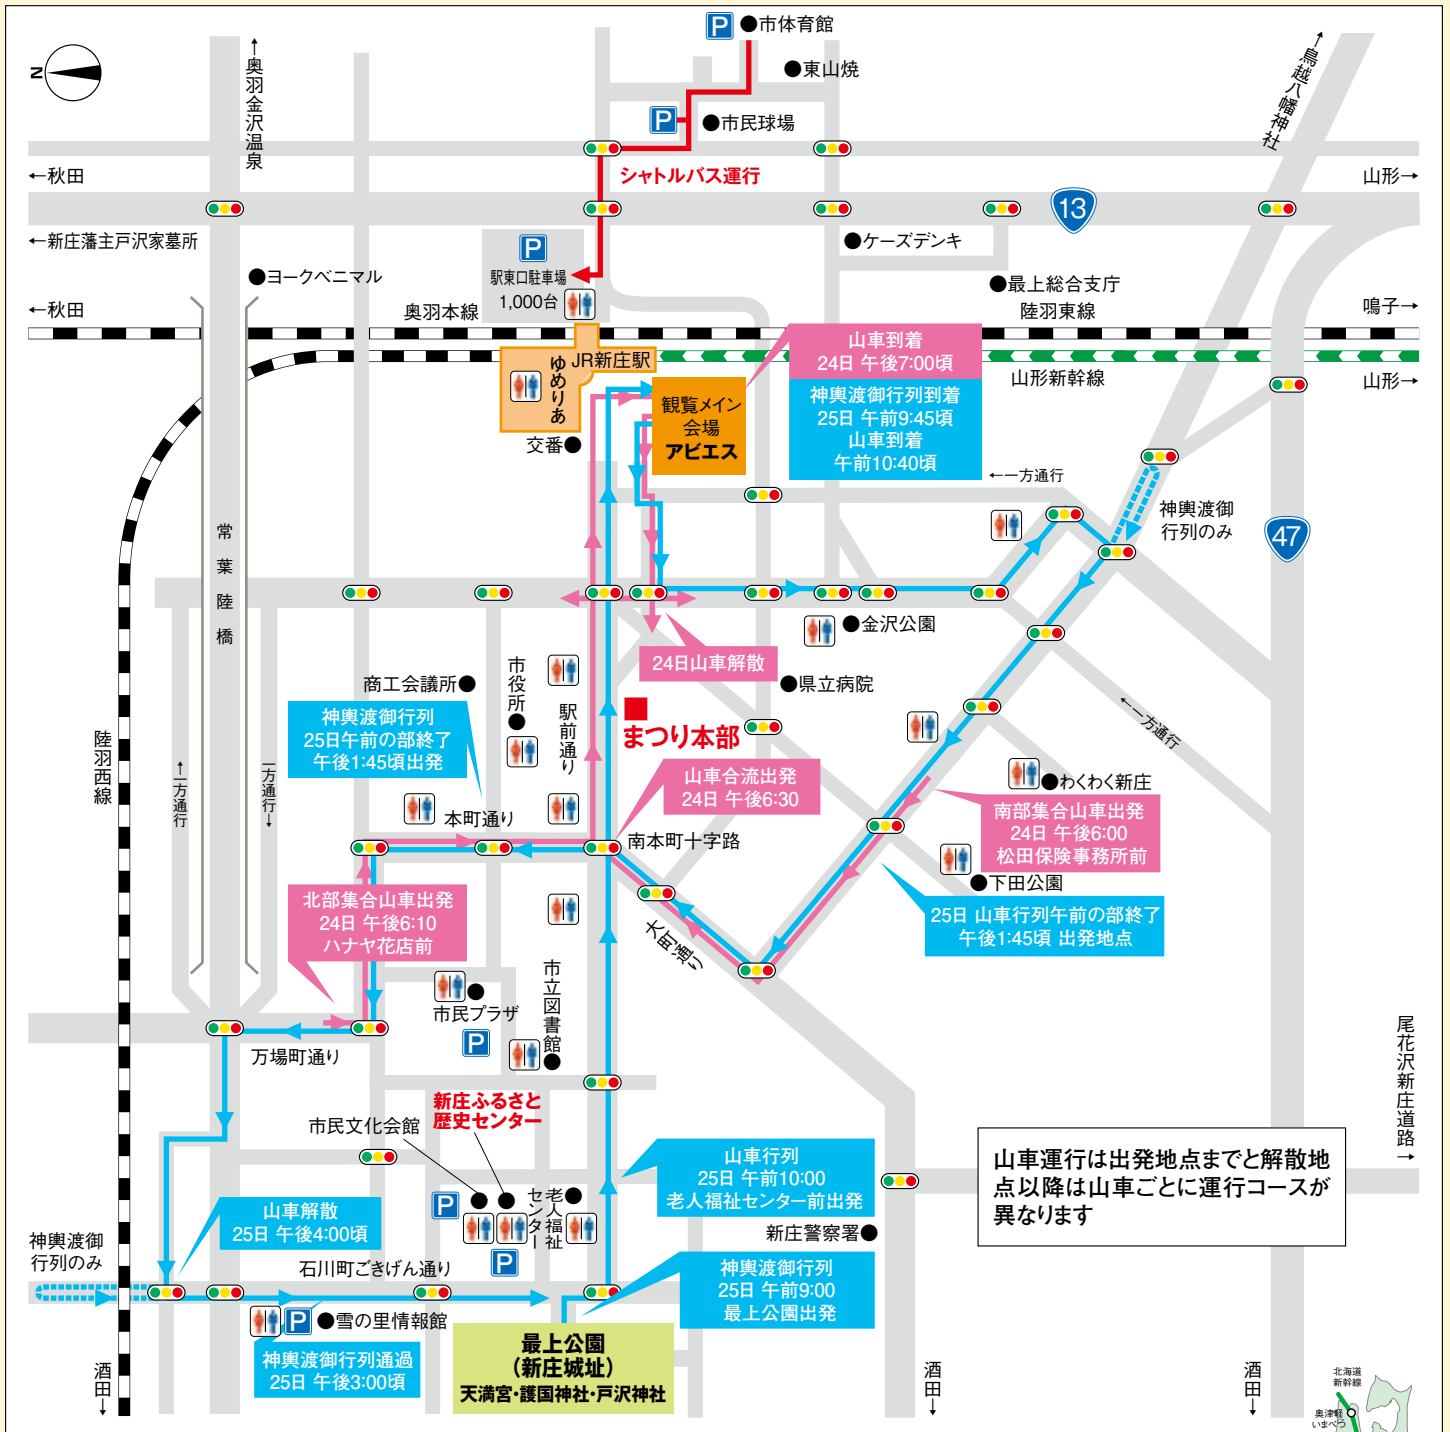 P
●市体育館
●東山焼
P
●市民球場
N
←奥羽金沢温泉
←鳥越八幡神社
←秋田
シャトルバス運行
山形→
13
←新庄藩主戸沢家墓所
●ケーズデンキ
P
駅東口駐車場
1,000台
●ヨークベニマル
●最上総合支庁
←秋田
奥羽本線
陸羽東線
鳴子→
JR新庄駅
ゆめりあ
山形新幹線
山形→
山車到着
24日 午後7:00頃
神輿渡御行列到着
25日 午前9:45頃
山車到着
午前10:40頃
観覧メイン
会場
アビエス
交番●
←一方通行
神輿渡御
行列のみ
47
常葉陸橋
●金沢公園
24日山車解散
市役所●
商工会議所●
●県立病院
駅前通り
まつり本部
神輿渡御行列
25日午前の部終了
午後1:45頃出発
陸羽西線
←一方通行
一方通行→
←一方通行
山車合流出発
24日 午後6:30
●わくわく新庄
南部集合山車出発
24日 午後6:00
松田保険事務所前
本町通り
南本町十字路
●下田公園
北部集合山車出発
24日 午後6:10
ハナヤ花店前
25日 山車行列午前の部終了
午後1:45頃 出発地点
大町通り
市立図書館●
市民プラザ
P
万場町通り
尾花沢新庄道路→
新庄ふるさと
歴史センター
市民文化会館
山車行列
25日 午前10:00
老人福祉センター前出発
山車運行は出発地点までと解散地
点以降は山車ごとに運行コースが
異なります
P
老人福祉
センター
P
山車解散
25日 午後4:00頃
新庄警察署●
神輿渡御
行列のみ
石川町ごきげん通り
神輿渡御行列
25日 午前9:00
最上公園出発
P
●雪の里情報館
神輿渡御行列通過
25日 午後3:00頃
最上公園
(新庄城址)
天満宮・護国神社・戸沢神社
酒田→
酒田→
酒田→
北海道
新幹線
奥津軽
いまべつ